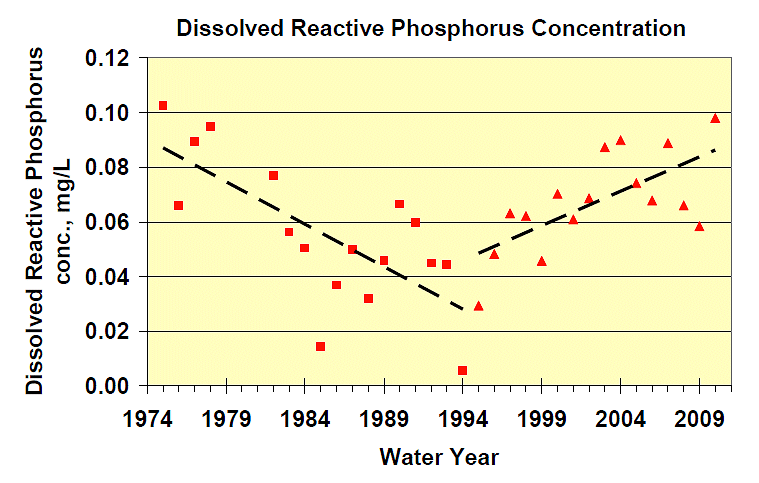 Dissolved Reactive Phosphorus Concentration
Dissolved Reactive Phosphorus
conc., mg/L
0.12
0.10
0.08
0.06
0.04
0.02
0.00
1974 1979 1984 1989 1994 1999 2004 2009
Water Year